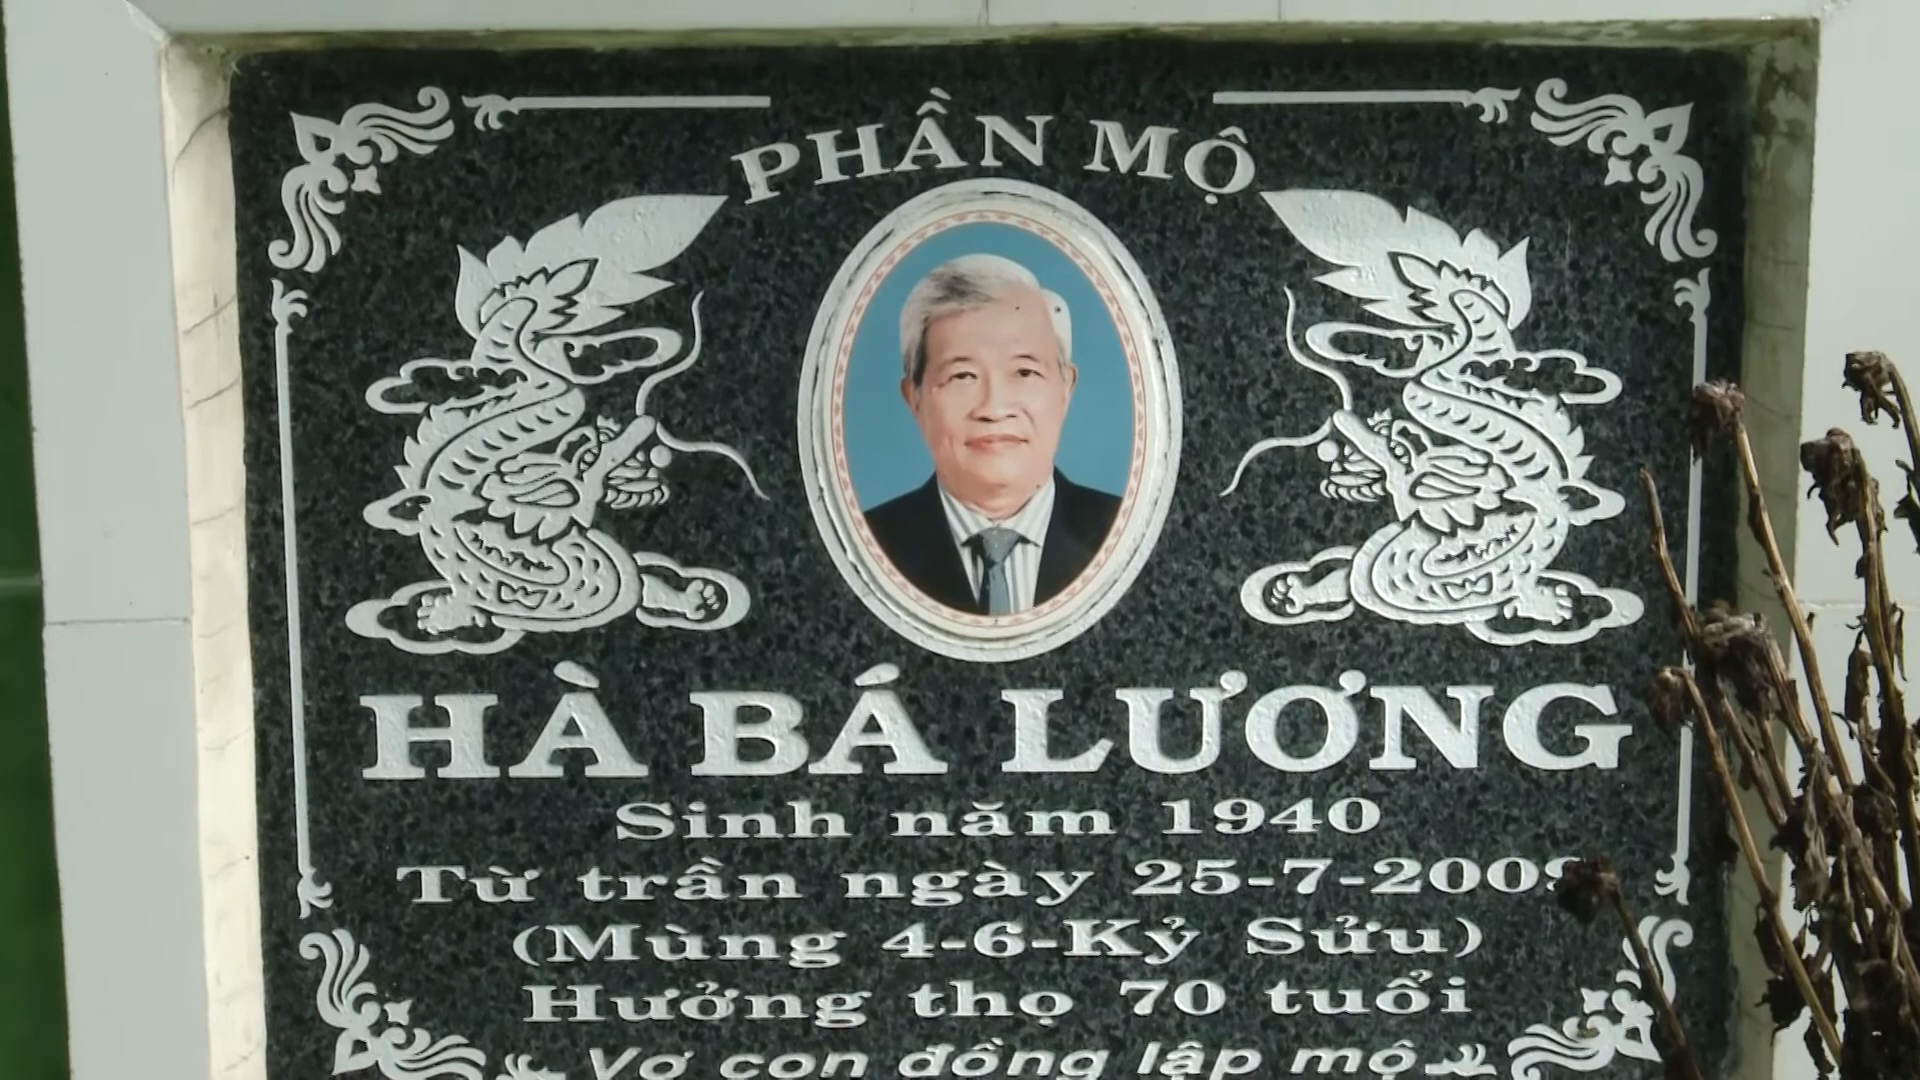 PHẦN MỘ
HÀ BÁ LƯƠNG
Sinh năm 1940
Từ trần ngày 25-7-2009
(Mùng 4-6-Kỷ Sửu)
Hưởng thọ 70 tuổi
Vợ con đồng lập mộ